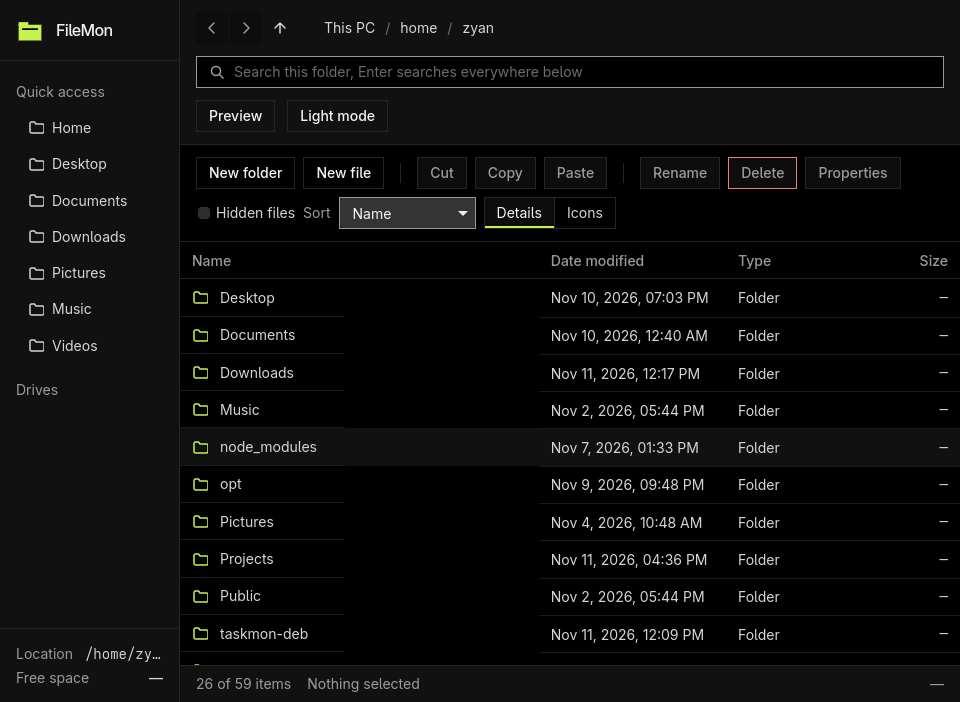 FileMon
This PC / home / zyan
Search this folder, Enter searches everywhere below
Preview Light mode
Quick access
Home
Desktop
Documents
Downloads
Pictures
Music
Videos
Drives
Location /home/zy…
Free space —
New folder New file Cut Copy Paste Rename Delete Properties
Hidden files Sort Name Details Icons
Name Date modified Type Size
Desktop Nov 10, 2026, 07:03 PM Folder —
Documents Nov 10, 2026, 12:40 AM Folder —
Downloads Nov 11, 2026, 12:17 PM Folder —
Music Nov 2, 2026, 05:44 PM Folder —
node_modules Nov 7, 2026, 01:33 PM Folder —
opt Nov 9, 2026, 09:48 PM Folder —
Pictures Nov 4, 2026, 10:48 AM Folder —
Projects Nov 11, 2026, 04:36 PM Folder —
Public Nov 2, 2026, 05:44 PM Folder —
taskmon-deb Nov 11, 2026, 12:09 PM Folder —
26 of 59 items Nothing selected —